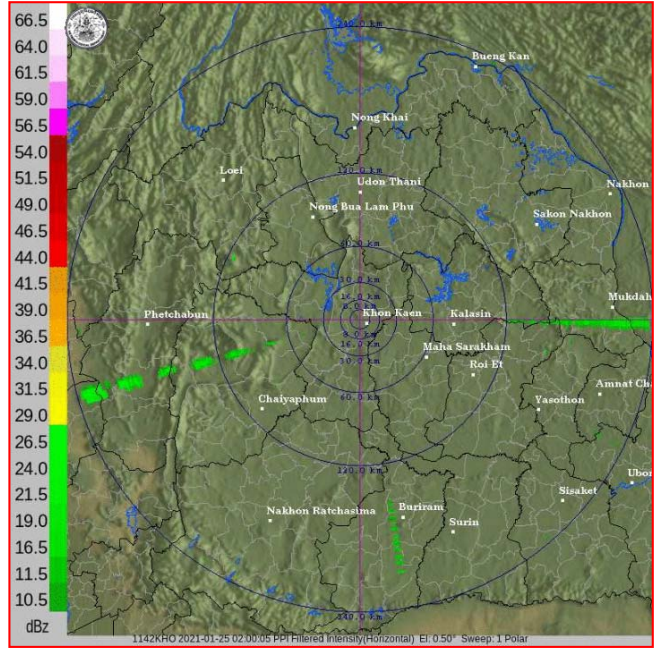 66.5
64.0
61.5
59.0
56.5
54.0
51.5
49.0
46.5
44.0
41.5
39.0
36.5
34.0
31.5
29.0
26.5
24.0
21.5
19.0
16.5
11.5
10.5
dBz
Bueng Kan
Nong Khai
Loei
Udon Thani
Nakhon
Nong Bua Lam Phu
Sakon Nakhon
Mukdah
Phetchabun
Khon Kaen
Kalasin
Maha Sarakham
Roi Et
Chaiyaphum
Yasothon
Amnat Cha
120.0 km
Ubor
Sisaket
Nakhon Ratchasima
Buriram
Surin
1142KHO 2021-01-25 02:00:05 PPI Filtered Intensity(Horizontal) El: 0.50° Sweep: 1 Polar